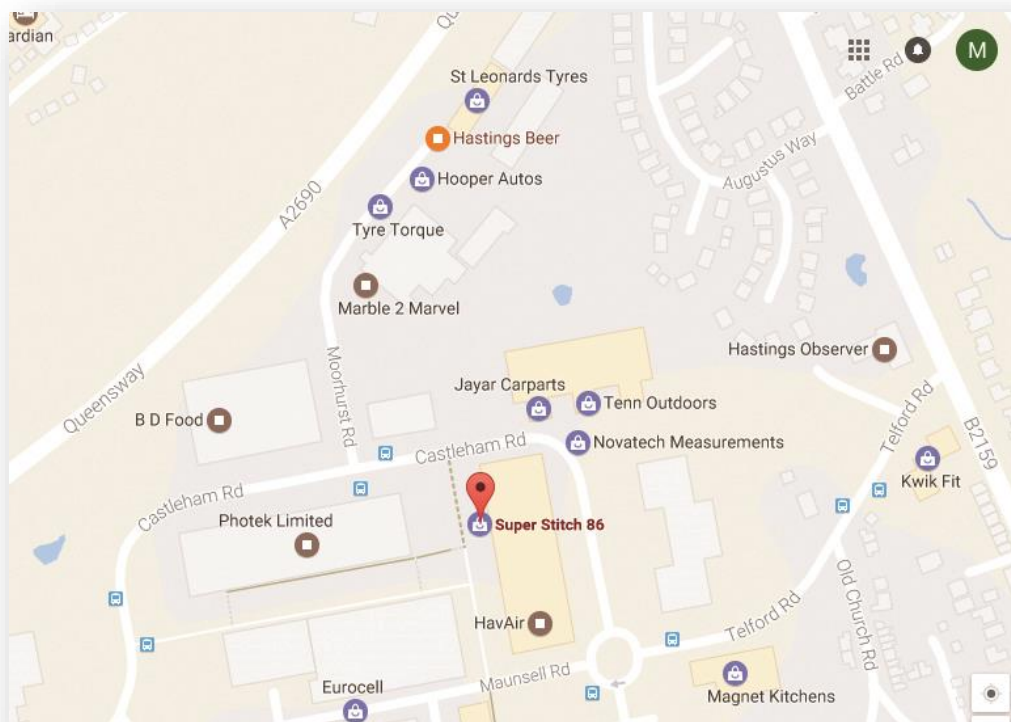 ardian
Qu
St Leonards Tyres
M
Battle Rd
Hastings Beer
Hooper Autos
Augustus Way
A2690
Tyre Torque
Marble 2 Marvel
Hastings Observer
Moorhurst Rd
Queensway
Jayar Carparts
Tenn Outdoors
Telford Rd
B D Food
Castleham Rd
Novatech Measurements
B2159
Kwik Fit
Castleham Rd
Photek Limited
Super Stitch 86
Old Church Rd
HavAir
Telford Rd
Maunsell Rd
Eurocell
Magnet Kitchens